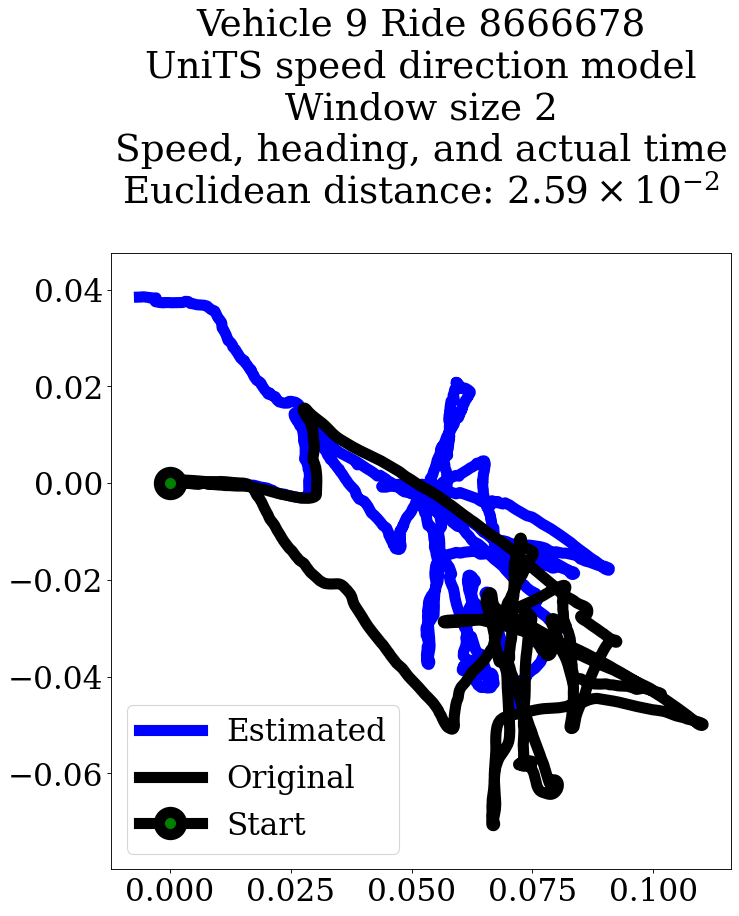 Vehicle 9 Ride 8666678
UniTS speed direction model
Window size 2
Speed, heading, and actual time
Euclidean distance: 2.59 × 10⁻²
0.04
0.02
0.00
−0.02
−0.04
−0.06
Estimated
Original
Start
0.000 0.025 0.050 0.075 0.100